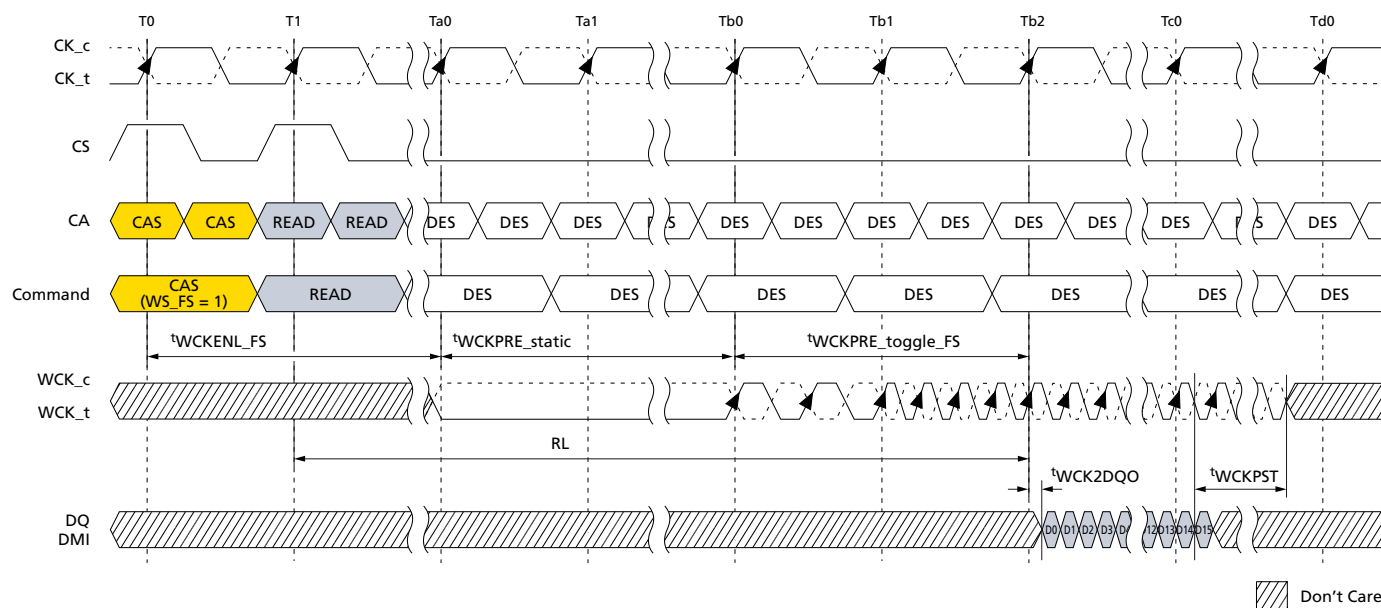 T0 T1 Ta0 Ta1 Tb0 Tb1 Tb2 Tc0 Td0
CK_c
CK_t
CS
CA CAS CAS READ READ DES DES DES DES DES DES DES DES DES DES DES
Command CAS (WS_FS = 1) READ DES DES DES DES DES DES DES
tWCKENL_FS tWCKPRE_static tWCKPRE_toggle_FS
WCK_c
WCK_t
RL
tWCK2DQO tWCKPST
DQ
DMI
D0 D1 D2 D3 12 D13 D14 D15
Don't Care